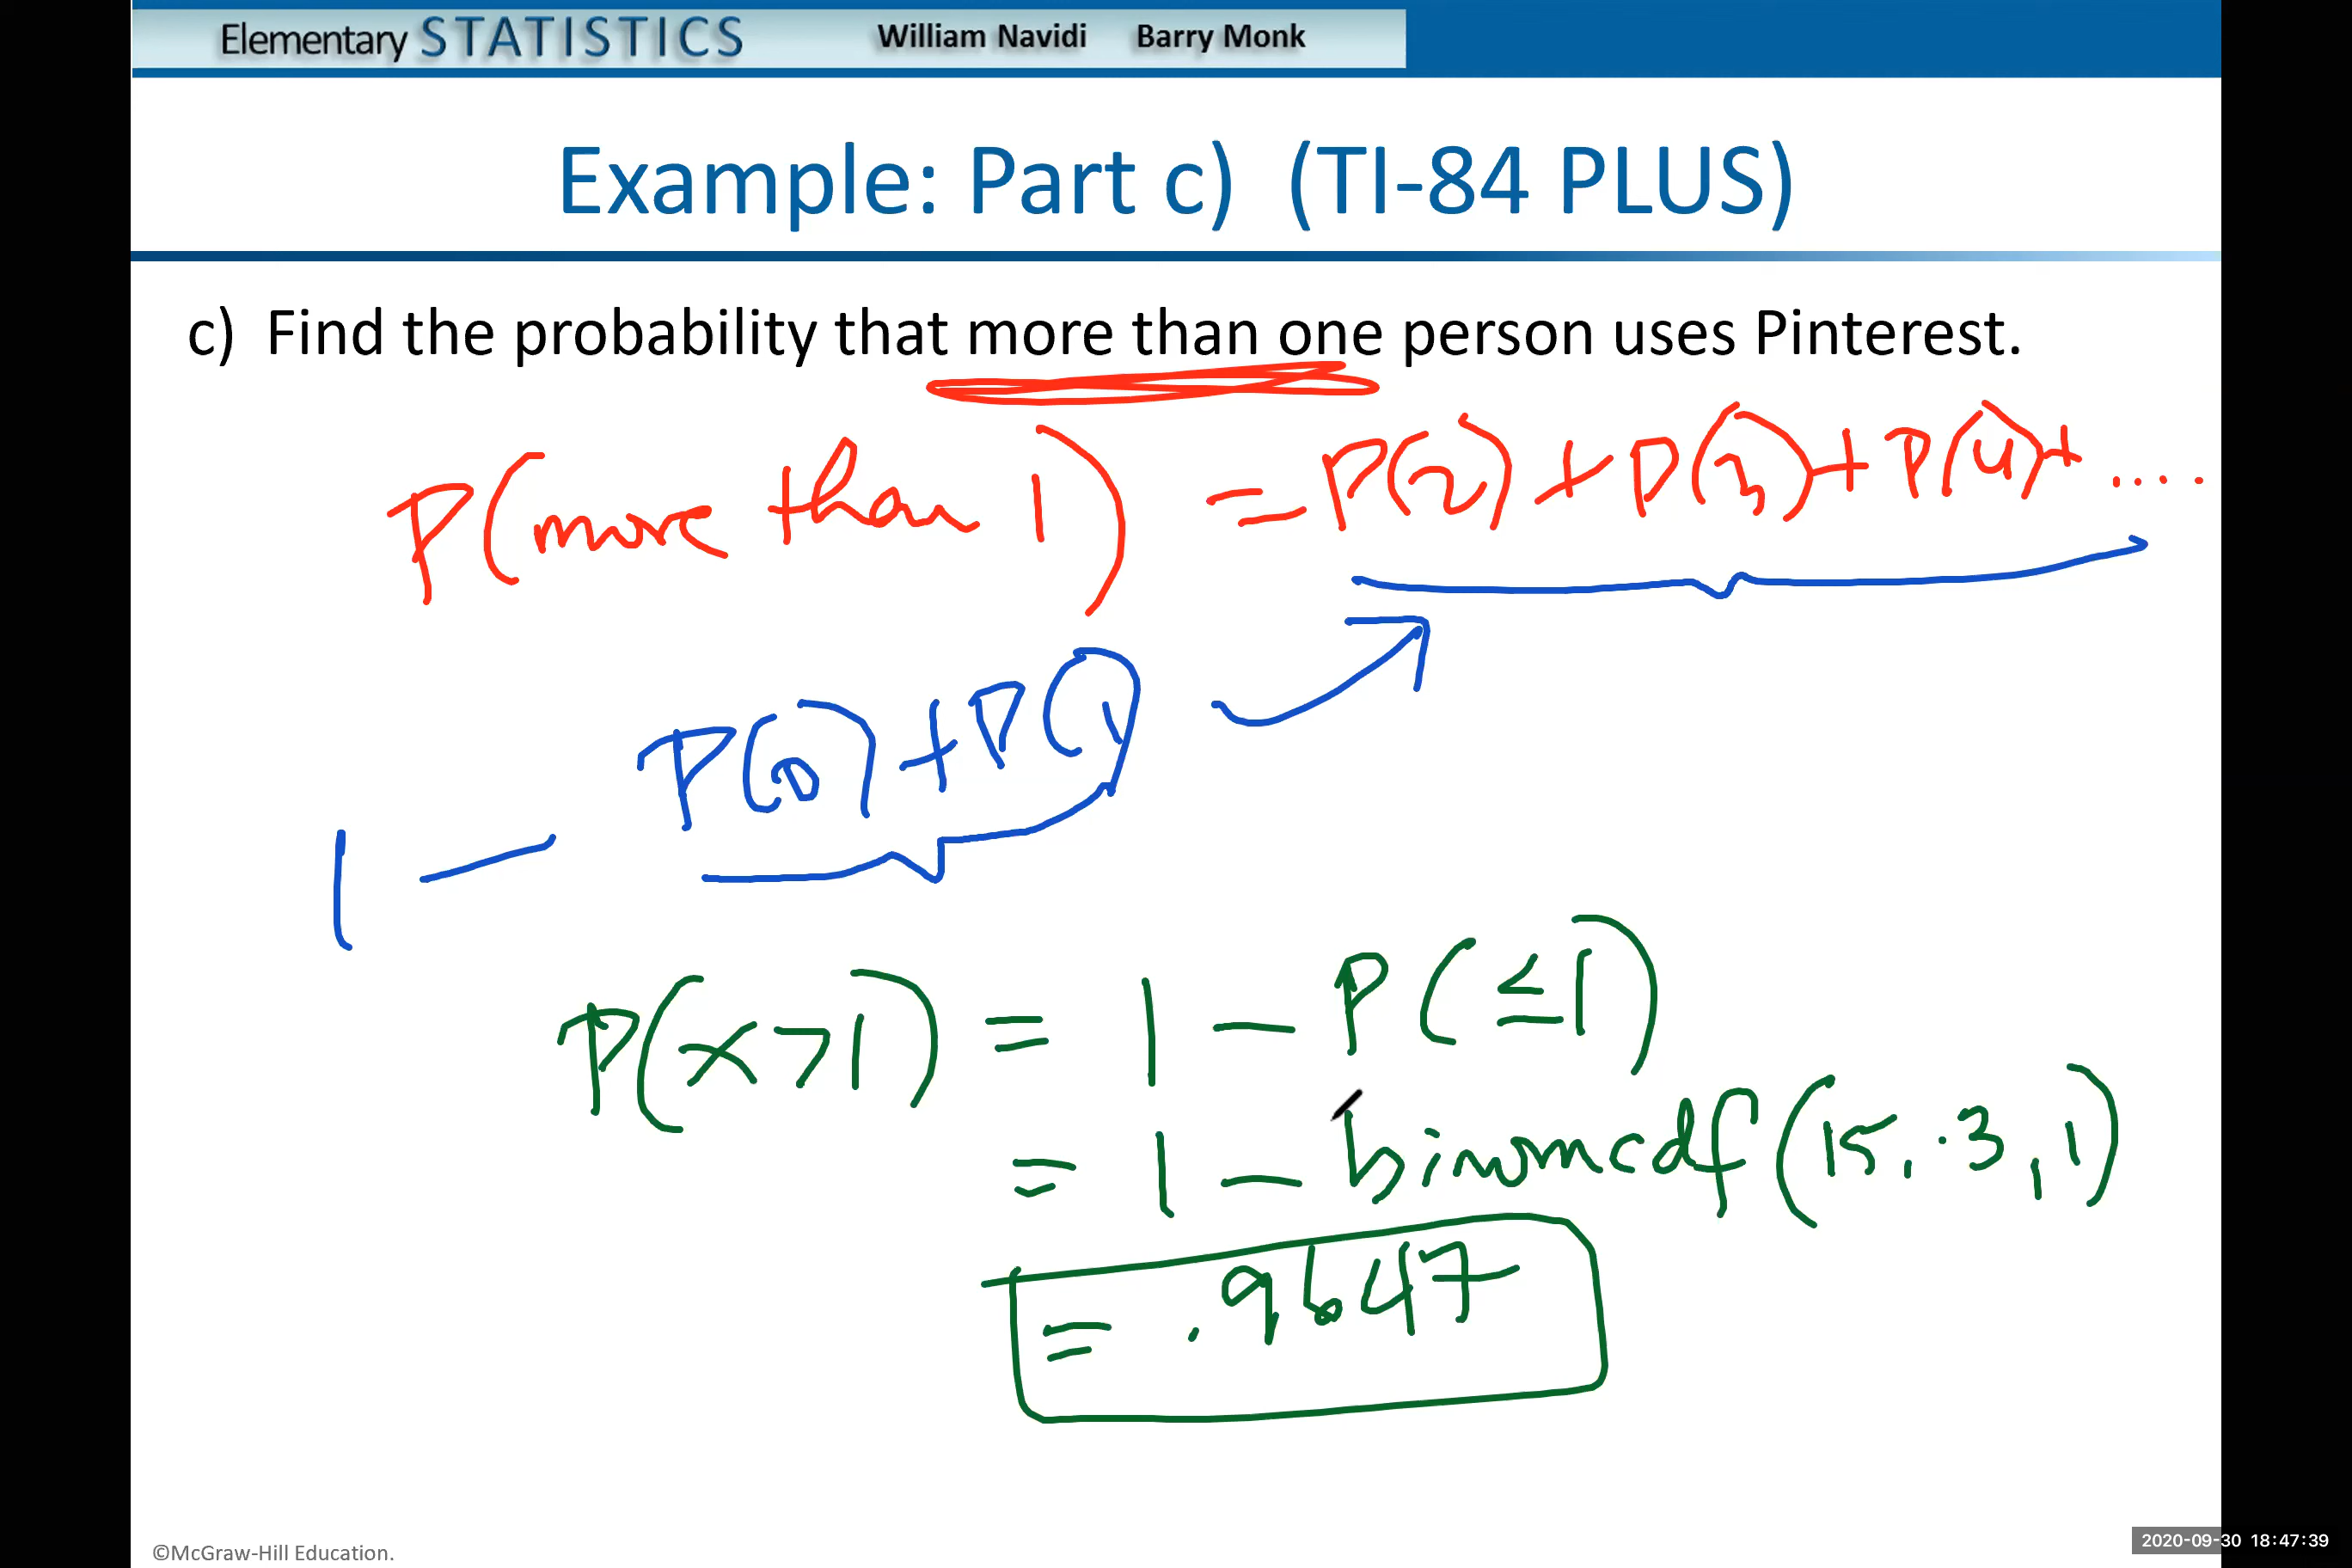 Elementary STATISTICS William Navidi Barry Monk
Example: Part c) (TI-84 PLUS)
c) Find the probability that more than one person uses Pinterest.
P(more than 1) = P(2) + P(3) + P(4) + ....
1 — P(0) + P(1)
P(x>1) = 1 - P(≤1)
= 1 - binomcdf(15, .3, 1)
= .9647
©McGraw-Hill Education.
2020-09-30 18:47:39